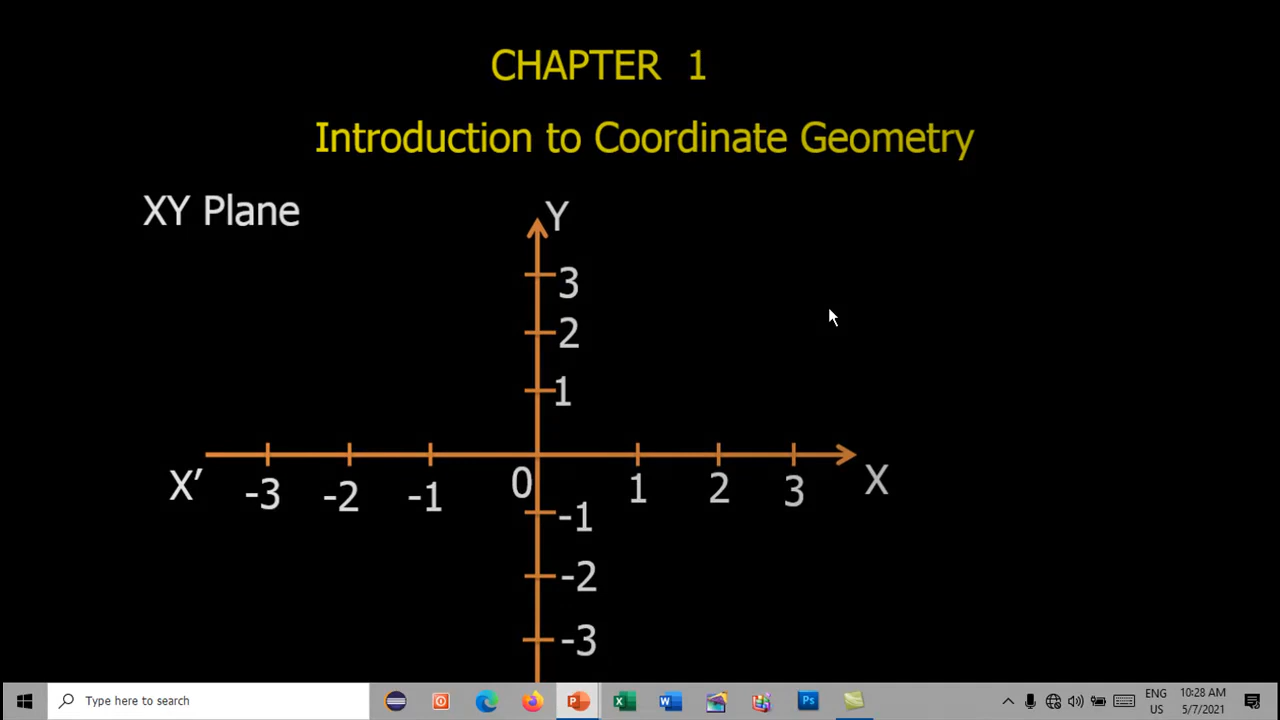 CHAPTER 1
Introduction to Coordinate Geometry
XY Plane
Y
3
2
1
X′ -3 -2 -1 0 1 2 3 X
-1
-2
-3
Type here to search
Ps
ENG
US
10:28 AM
5/7/2021